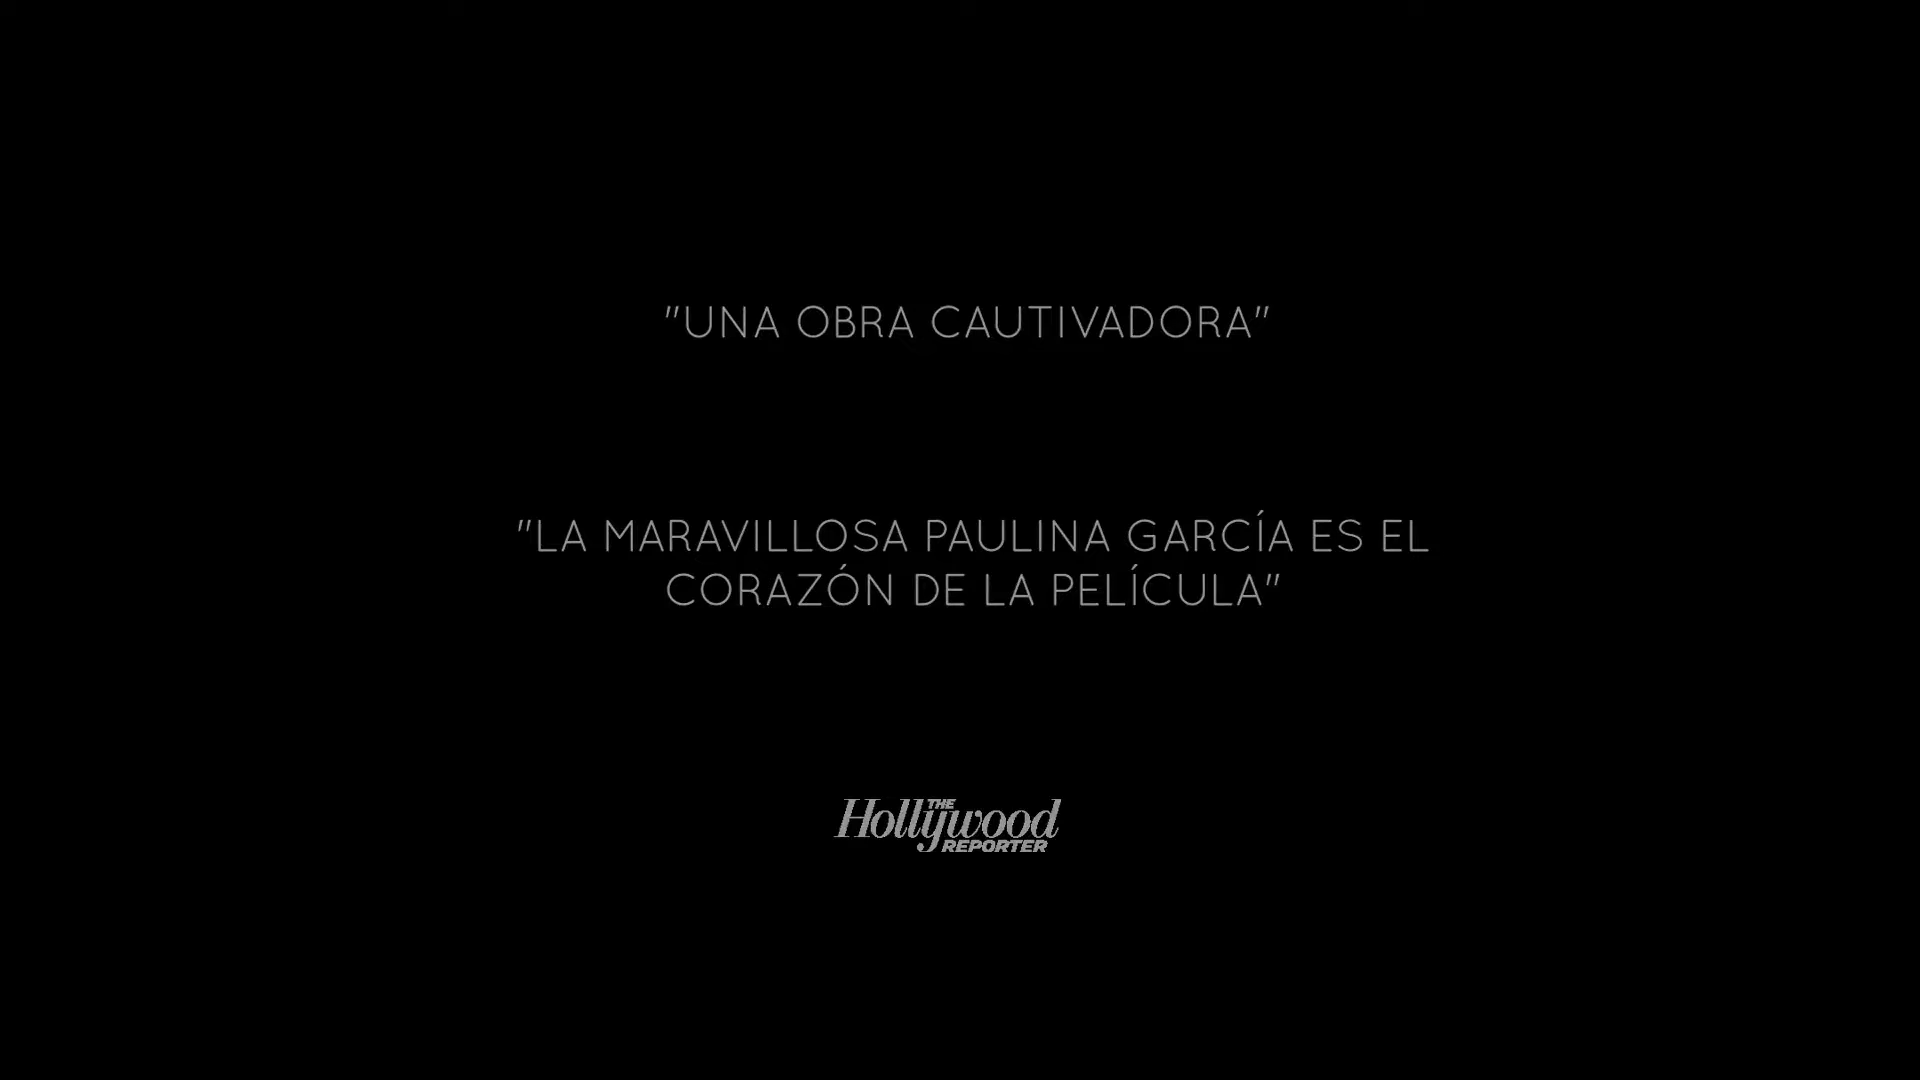 "UNA OBRA CAUTIVADORA"
"LA MARAVILLOSA PAULINA GARCÍA ES EL
CORAZÓN DE LA PELÍCULA"
THE
Hollywood
REPORTER